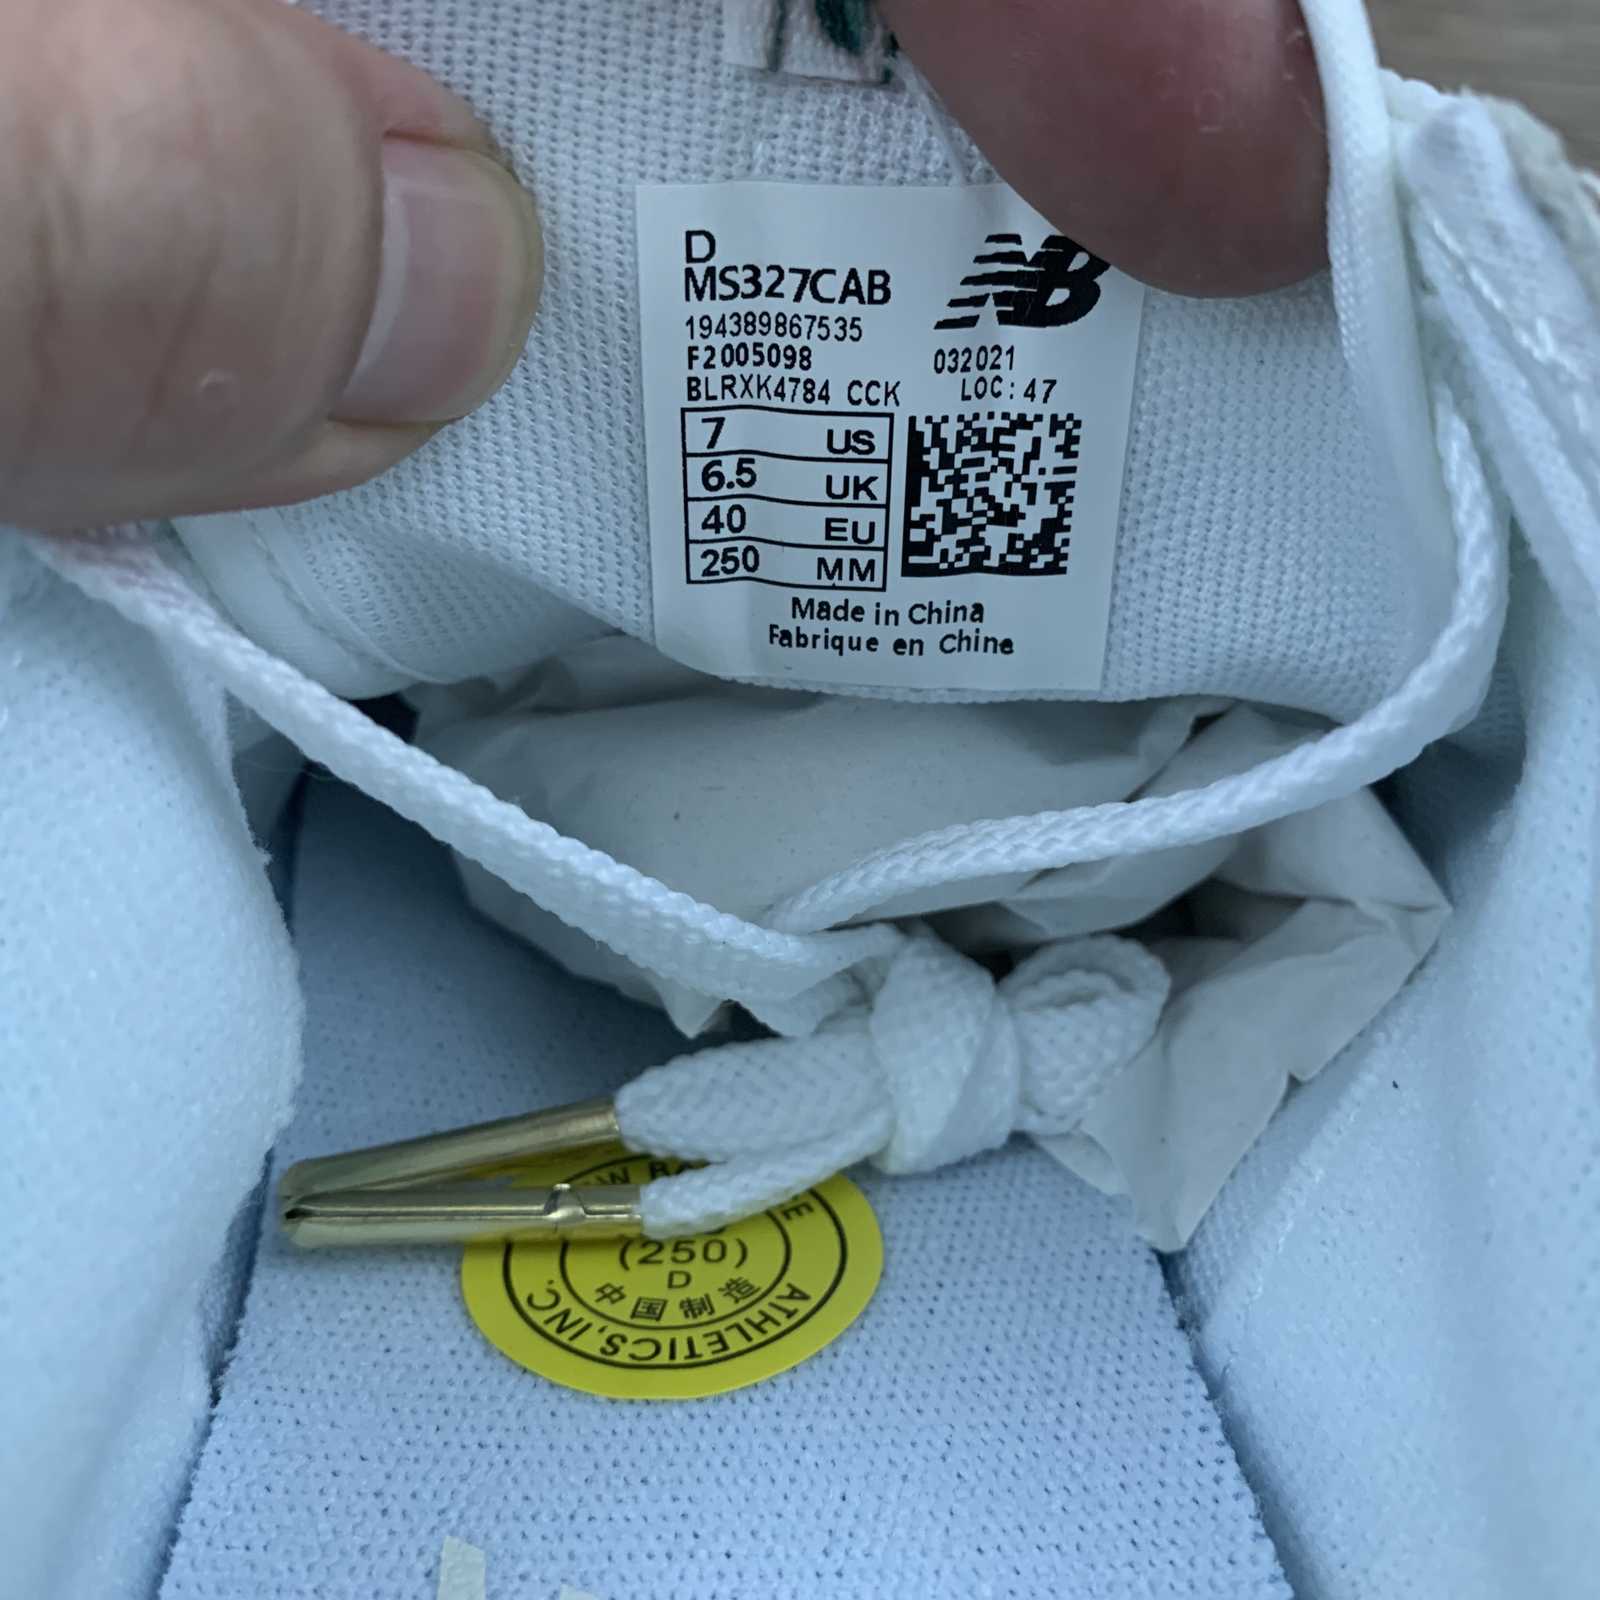 D
MS327CAB
NB
194389867535
F2005098 032021
BLRXK4784 CCK LOC: 47
7 US
6.5 UK
40 EU
250 MM
Made in China
Fabrique en Chine
(250)
D
中国制造
ATHLETICS, INC.